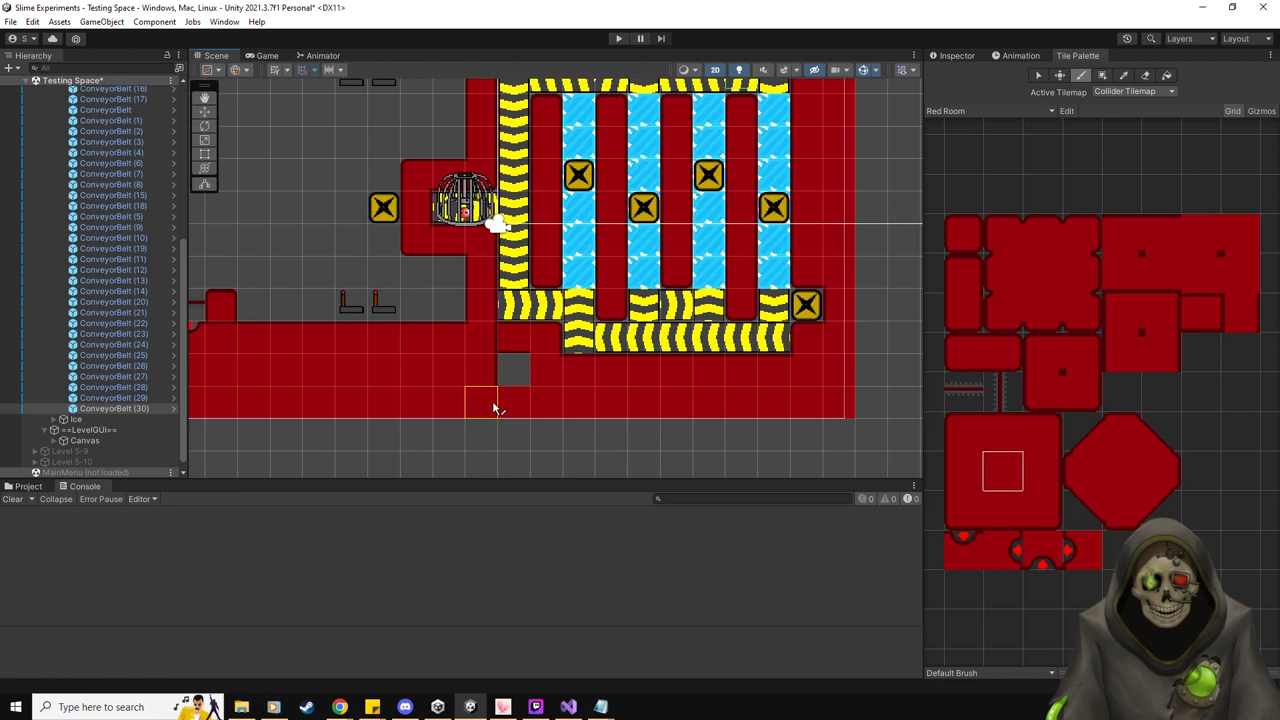 Slime Experiments - Testing Space - Windows, Mac, Linux - Unity 2021.3.7f1 Personal* <DX11>
File Edit Assets GameObject Component Jobs Window Help
S Layers Layout
Hierarchy Scene Game Animator Inspector Animation Tile Palette
All
Testing Space*
2D
Active Tilemap Collider Tilemap
Red Room Edit Grid Gizmos
ConveyorBelt (16)
ConveyorBelt (17)
ConveyorBelt
ConveyorBelt (1)
ConveyorBelt (2)
ConveyorBelt (3)
ConveyorBelt (4)
ConveyorBelt (6)
ConveyorBelt (7)
ConveyorBelt (8)
ConveyorBelt (15)
ConveyorBelt (18)
ConveyorBelt (5)
ConveyorBelt (9)
ConveyorBelt (10)
ConveyorBelt (19)
ConveyorBelt (11)
ConveyorBelt (12)
ConveyorBelt (13)
ConveyorBelt (14)
ConveyorBelt (20)
ConveyorBelt (21)
ConveyorBelt (22)
ConveyorBelt (23)
ConveyorBelt (24)
ConveyorBelt (25)
ConveyorBelt (26)
ConveyorBelt (27)
ConveyorBelt (28)
ConveyorBelt (29)
ConveyorBelt (30)
Ice
==LevelGUI==
Canvas
Level 5-9
Level 5-10
MainMenu (not loaded)
Project Console
Clear Collapse Error Pause Editor 0 0 0
Default Brush
Type here to search